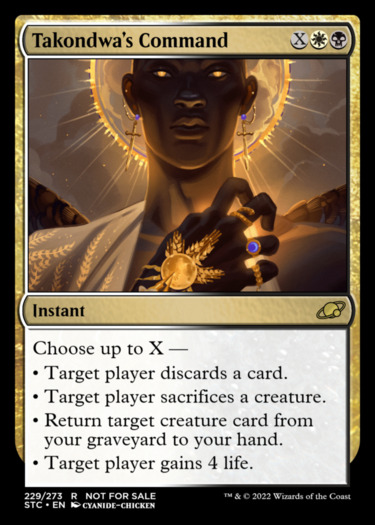 Takondwa's Command X
Instant
Choose up to X —
• Target player discards a card.
• Target player sacrifices a creature.
• Return target creature card from
your graveyard to your hand.
• Target player gains 4 life.
229/273 R NOT FOR SALE
STC • EN CYANIDE-CHICKEN
™ & © 2022 Wizards of the Coast